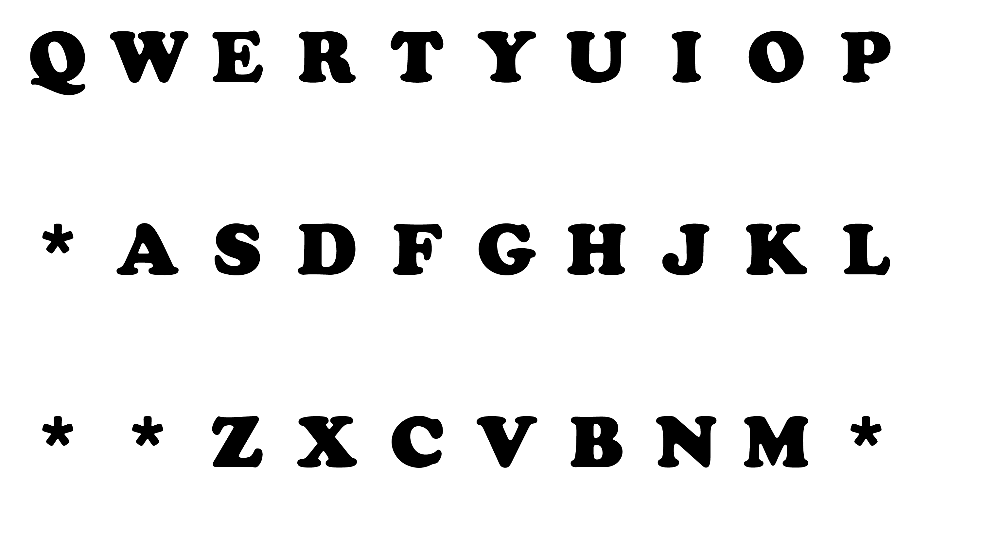 Q W E R T Y U I O P
* A S D F G H J K L
* * Z X C V B N M *